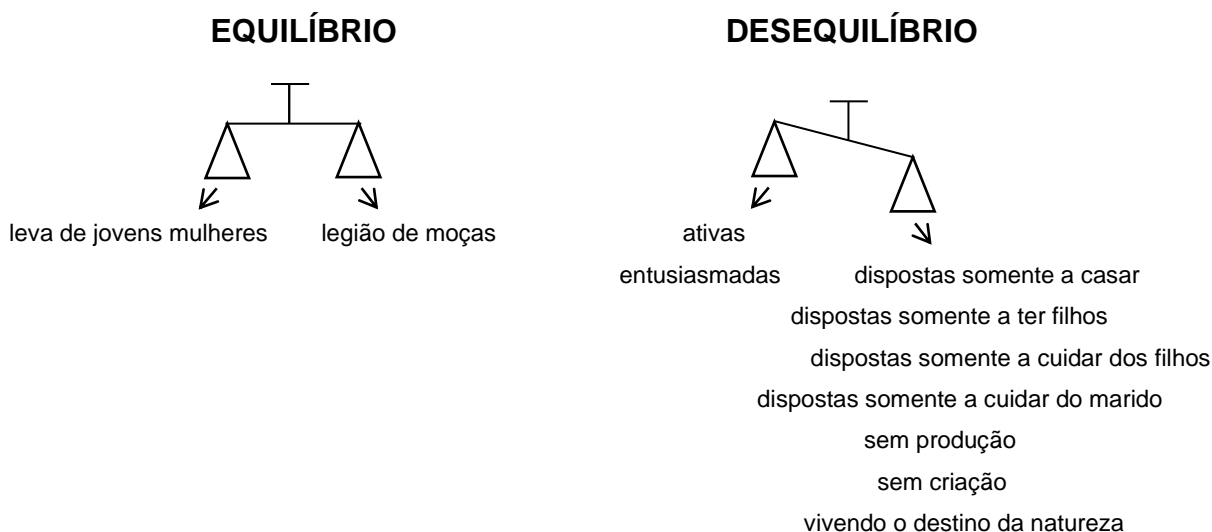 EQUILÍBRIO
DESEQUILÍBRIO
leva de jovens mulheres
legião de moças
ativas
entusiasmadas
dispostas somente a casar
dispostas somente a ter filhos
dispostas somente a cuidar dos filhos
dispostas somente a cuidar do marido
sem produção
sem criação
vivendo o destino da natureza